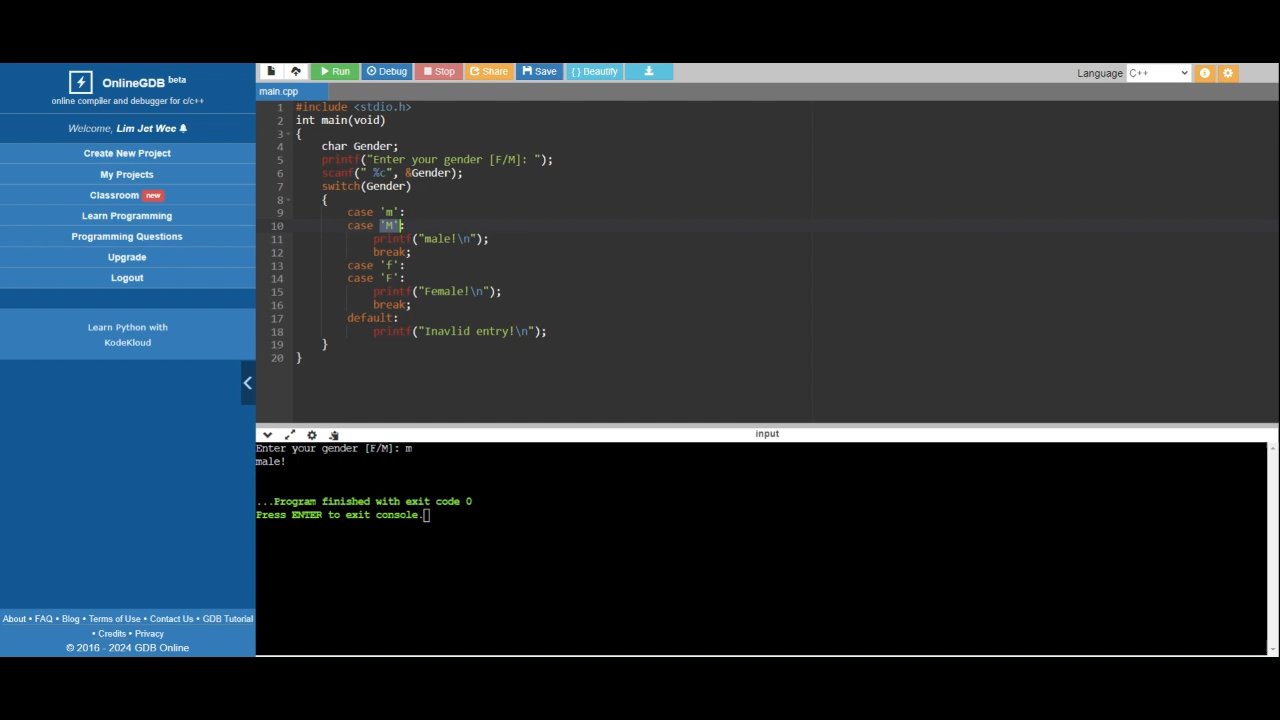 OnlineGDB beta
online compiler and debugger for c/c++
Welcome, Lim Jet Wee
Create New Project
My Projects
Classroom new
Learn Programming
Programming Questions
Upgrade
Logout
Learn Python with
KodeKloud
About • FAQ • Blog • Terms of Use • Contact Us • GDB Tutorial
• Credits • Privacy
© 2016 - 2024 GDB Online
Run Debug Stop Share Save { } Beautify Language C++
main.cpp
1 #include <stdio.h>
2 int main(void)
3 {
4 char Gender;
5 printf("Enter your gender [F/M]: ");
6 scanf(" %c", &Gender);
7 switch(Gender)
8 {
9 case 'm':
10 case 'M':
11 printf("male!\n");
12 break;
13 case 'f':
14 case 'F':
15 printf("Female!\n");
16 break;
17 default:
18 printf("Inavlid entry!\n");
19 }
20 }
input
Enter your gender [F/M]: m
male!
...Program finished with exit code 0
Press ENTER to exit console.